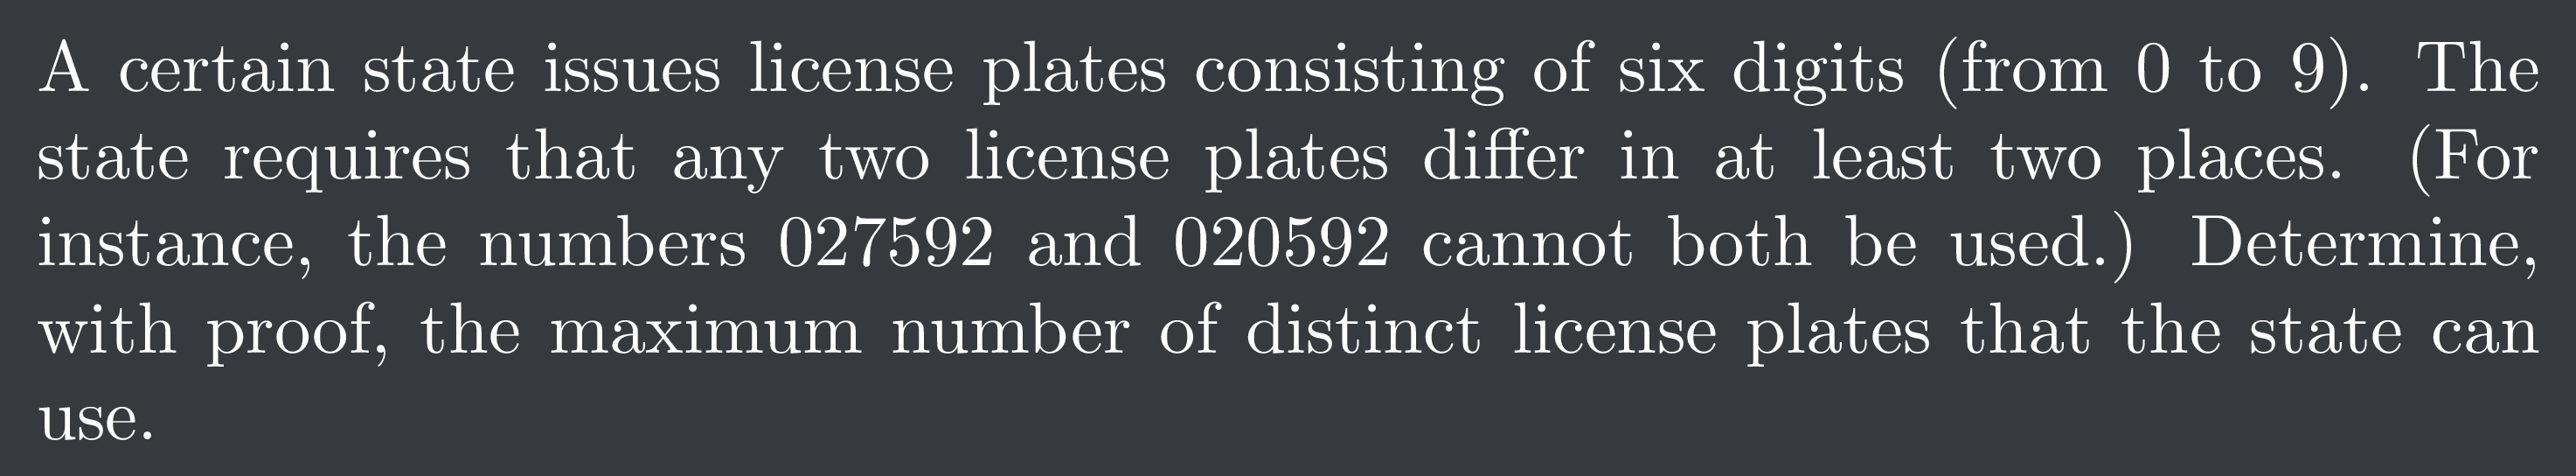 A certain state issues license plates consisting of six digits (from 0 to 9). The
state requires that any two license plates differ in at least two places. (For
instance, the numbers 027592 and 020592 cannot both be used.) Determine,
with proof, the maximum number of distinct license plates that the state can
use.